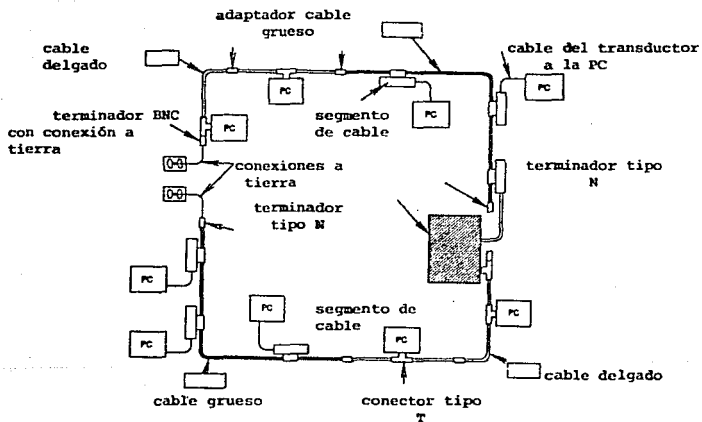 adaptador cable
grueso
cable
delgado
cable del transductor
a la PC
PC
PC
segmento
de cable
PC
terminador BNC
con conexión a
tierra
PC
conexiones a
tierra
terminador tipo
N
terminador
tipo N
PC
PC
segmento de
cable
PC
PC
PC
cable grueso
conector tipo
T
cable delgado